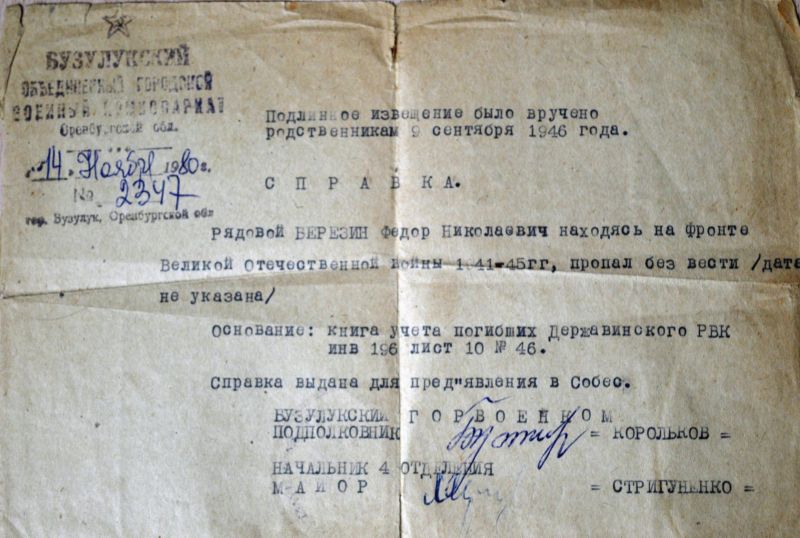 БУЗУЛУКСКИЙ
ОБЪЕДИНЕННЫЙ ГОРОДСКОЙ
ВОЕННЫЙ КОМИССАРИАТ
Оренбургской обл.
"14" Ноября 1980 г.
№ 2347
гор. Бузулук, Оренбургской обл
Подлинное извещение было вручено
родственникам 9 сентября 1946 года.
С П Р А В К А.
рядовой БЕРЕЗИН Федор Николаевич находясь на фронте
Великой Отечественной войны 1941-45гг, пропал без вести /дата
не указана/
Основание: книга учета погибших Державинского РВК
инв 196 лист 10 № 46.
Справка выдана для пред"явления в Собес.
БУЗУЛУКСКИЙ Г О Р В О Е Н К О М
ПОДПОЛКОВНИК = КОРОЛЬКОВ =
НАЧАЛЬНИК 4 ОТДЕЛЕНИЯ
М-А Й О Р = СТРИГУНЕНКО =